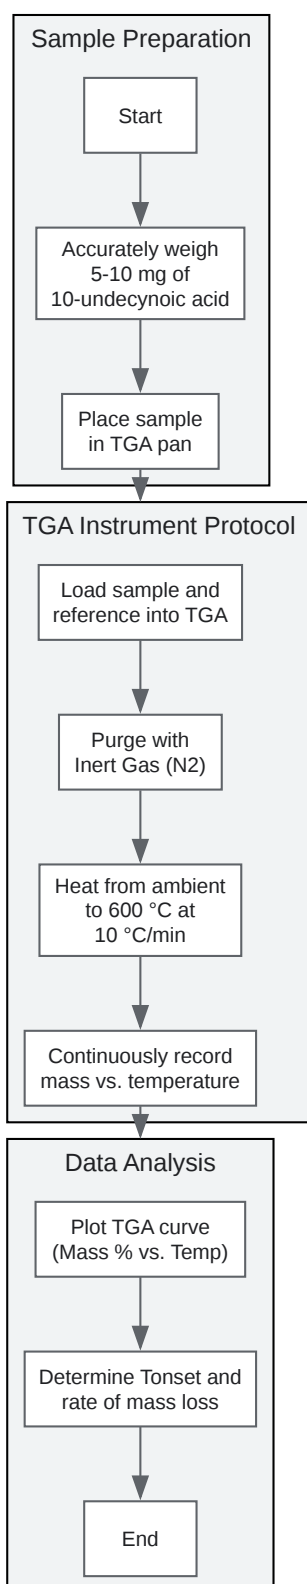 Sample Preparation
Start
Accurately weigh
5-10 mg of
10-undecynoic acid
Place sample
in TGA pan
TGA Instrument Protocol
Load sample and
reference into TGA
Purge with
Inert Gas (N2)
Heat from ambient
to 600 °C at
10 °C/min
Continuously record
mass vs. temperature
Data Analysis
Plot TGA curve
(Mass % vs. Temp)
Determine Tonset and
rate of mass loss
End